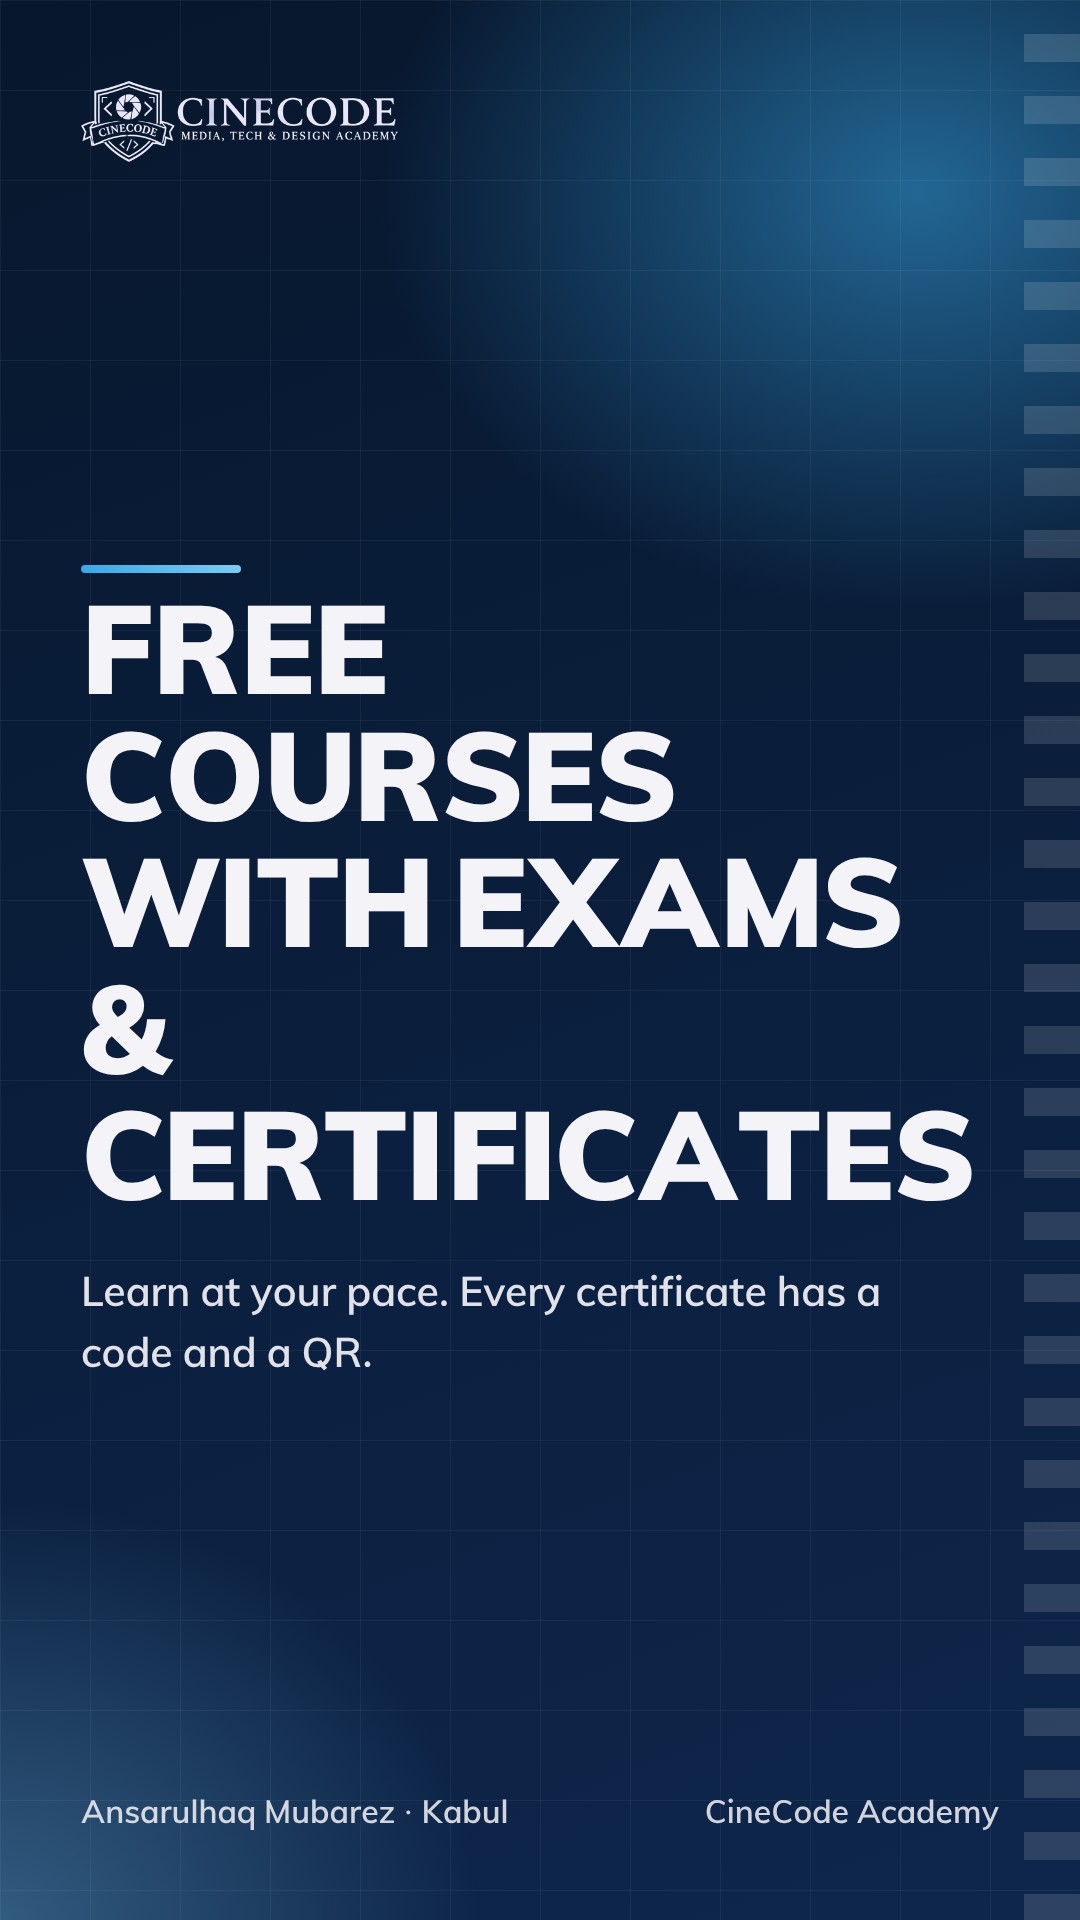 CINECODE
</>
CINECODE
MEDIA, TECH & DESIGN ACADEMY
FREE
COURSES
WITH EXAMS
&
CERTIFICATES
Learn at your pace. Every certificate has a
code and a QR.
Ansarulhaq Mubarez · Kabul
CineCode Academy